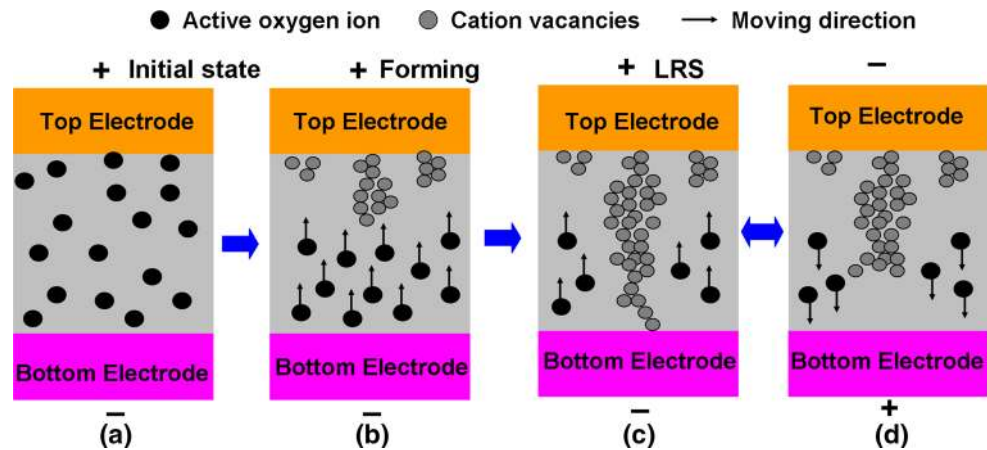 Active oxygen ion Cation vacancies Moving direction
+ Initial state + Forming + LRS −
Top Electrode Top Electrode Top Electrode Top Electrode
Bottom Electrode Bottom Electrode Bottom Electrode Bottom Electrode
− − − +
(a) (b) (c) (d)